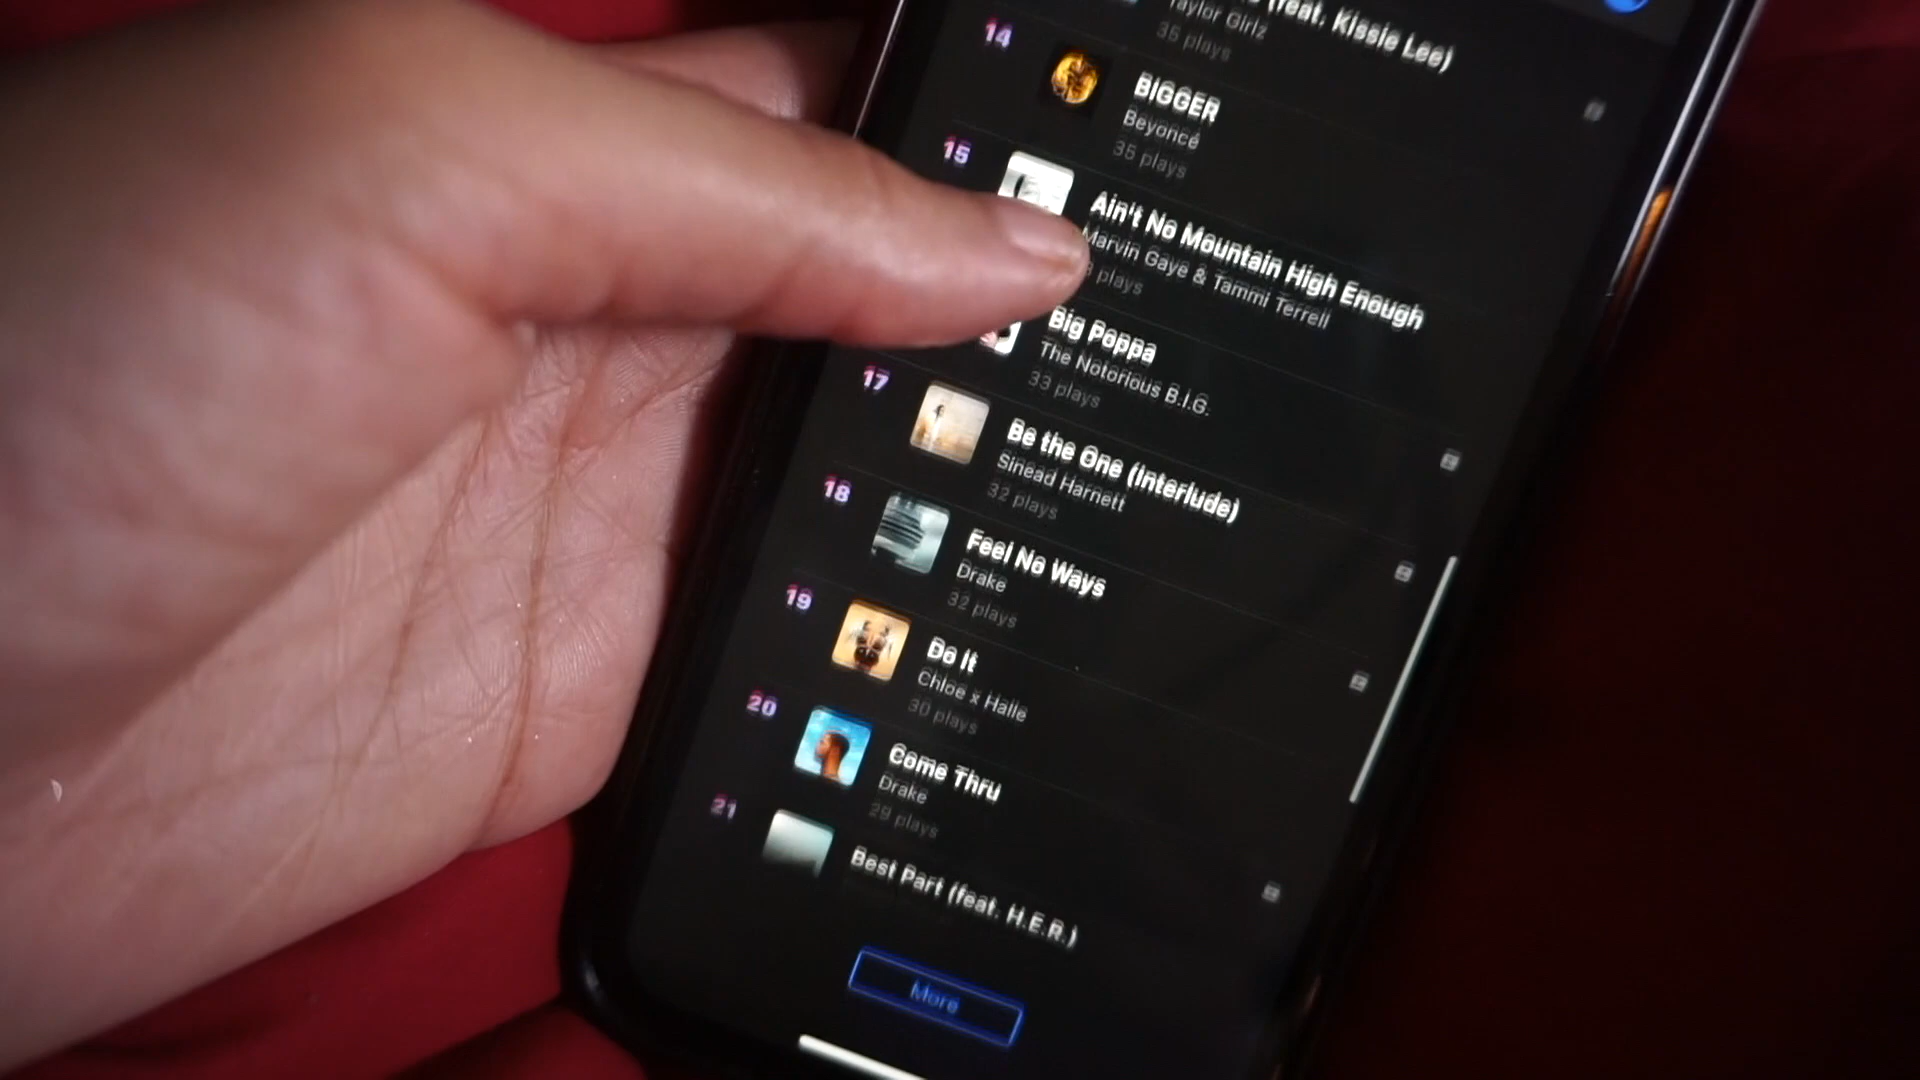 (feat. Kissie Lee)
Taylor Girlz
35 plays
14
BIGGER
Beyoncé
35 plays
15
Ain't No Mountain High Enough
Marvin Gaye & Tammi Terrell
plays
Big Poppa
The Notorious B.I.G.
33 plays
17
Be the One (Interlude)
Sinead Harnett
32 plays
18
Feel No Ways
Drake
32 plays
19
Do It
Chloe x Halle
30 plays
20
Come Thru
Drake
29 plays
21
Best Part (feat. H.E.R.)
More